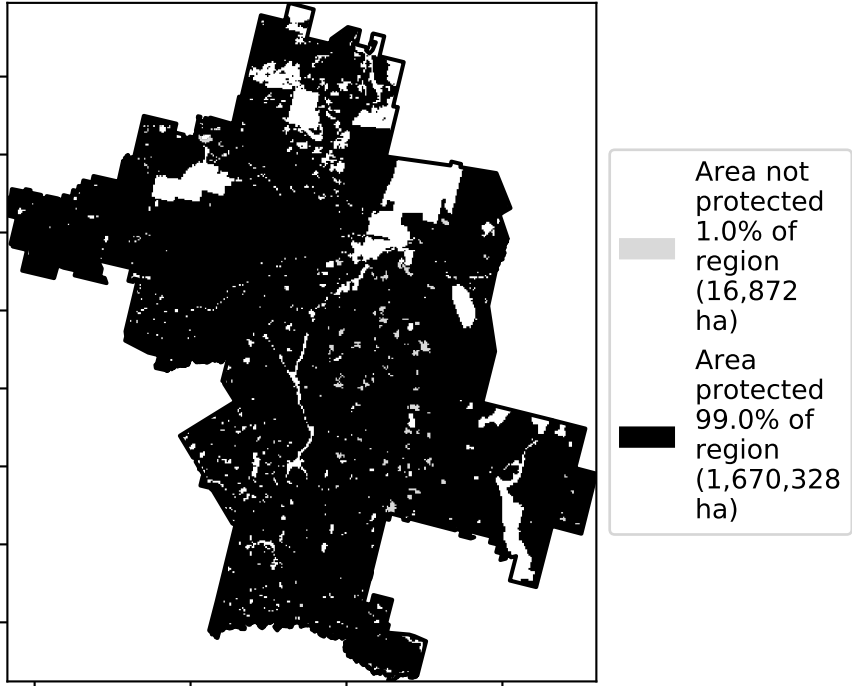 Area not
protected
1.0% of
region
(16,872
ha)
Area
protected
99.0% of
region
(1,670,328
ha)